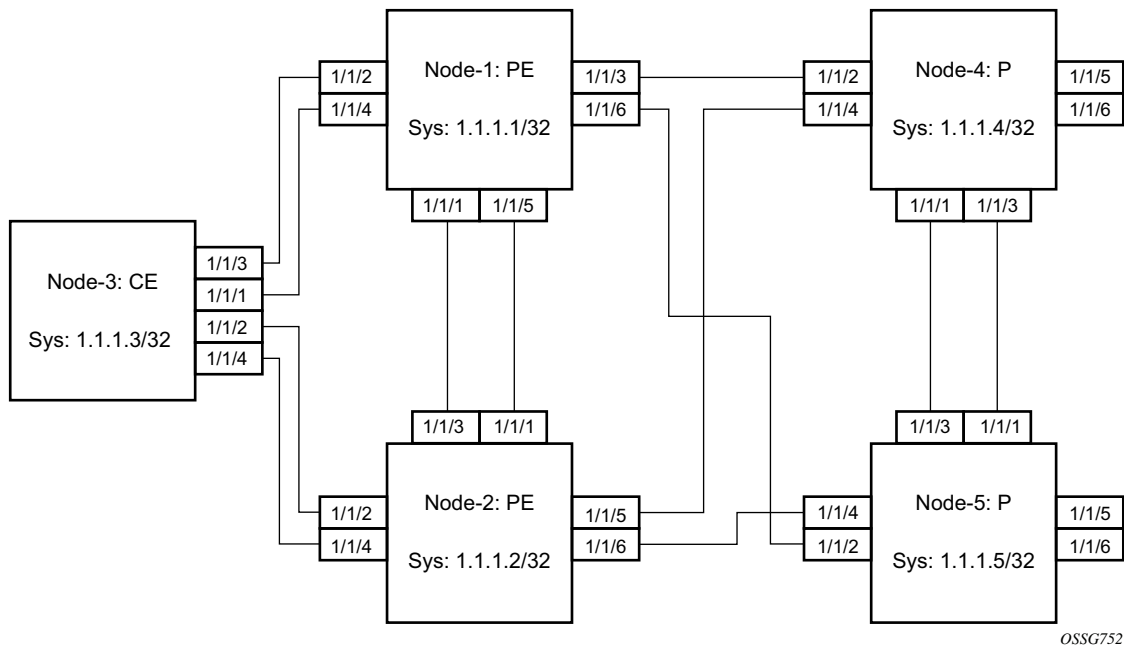 1/1/2
1/1/4
Node-1: PE
Sys: 1.1.1.1/32
1/1/3
1/1/6
1/1/1
1/1/5
1/1/2
1/1/4
Node-4: P
Sys: 1.1.1.4/32
1/1/5
1/1/6
1/1/1
1/1/3
Node-3: CE
Sys: 1.1.1.3/32
1/1/3
1/1/1
1/1/2
1/1/4
1/1/3
1/1/1
1/1/2
1/1/4
Node-2: PE
Sys: 1.1.1.2/32
1/1/5
1/1/6
1/1/3
1/1/1
1/1/4
1/1/2
Node-5: P
Sys: 1.1.1.5/32
1/1/5
1/1/6
OSSG752